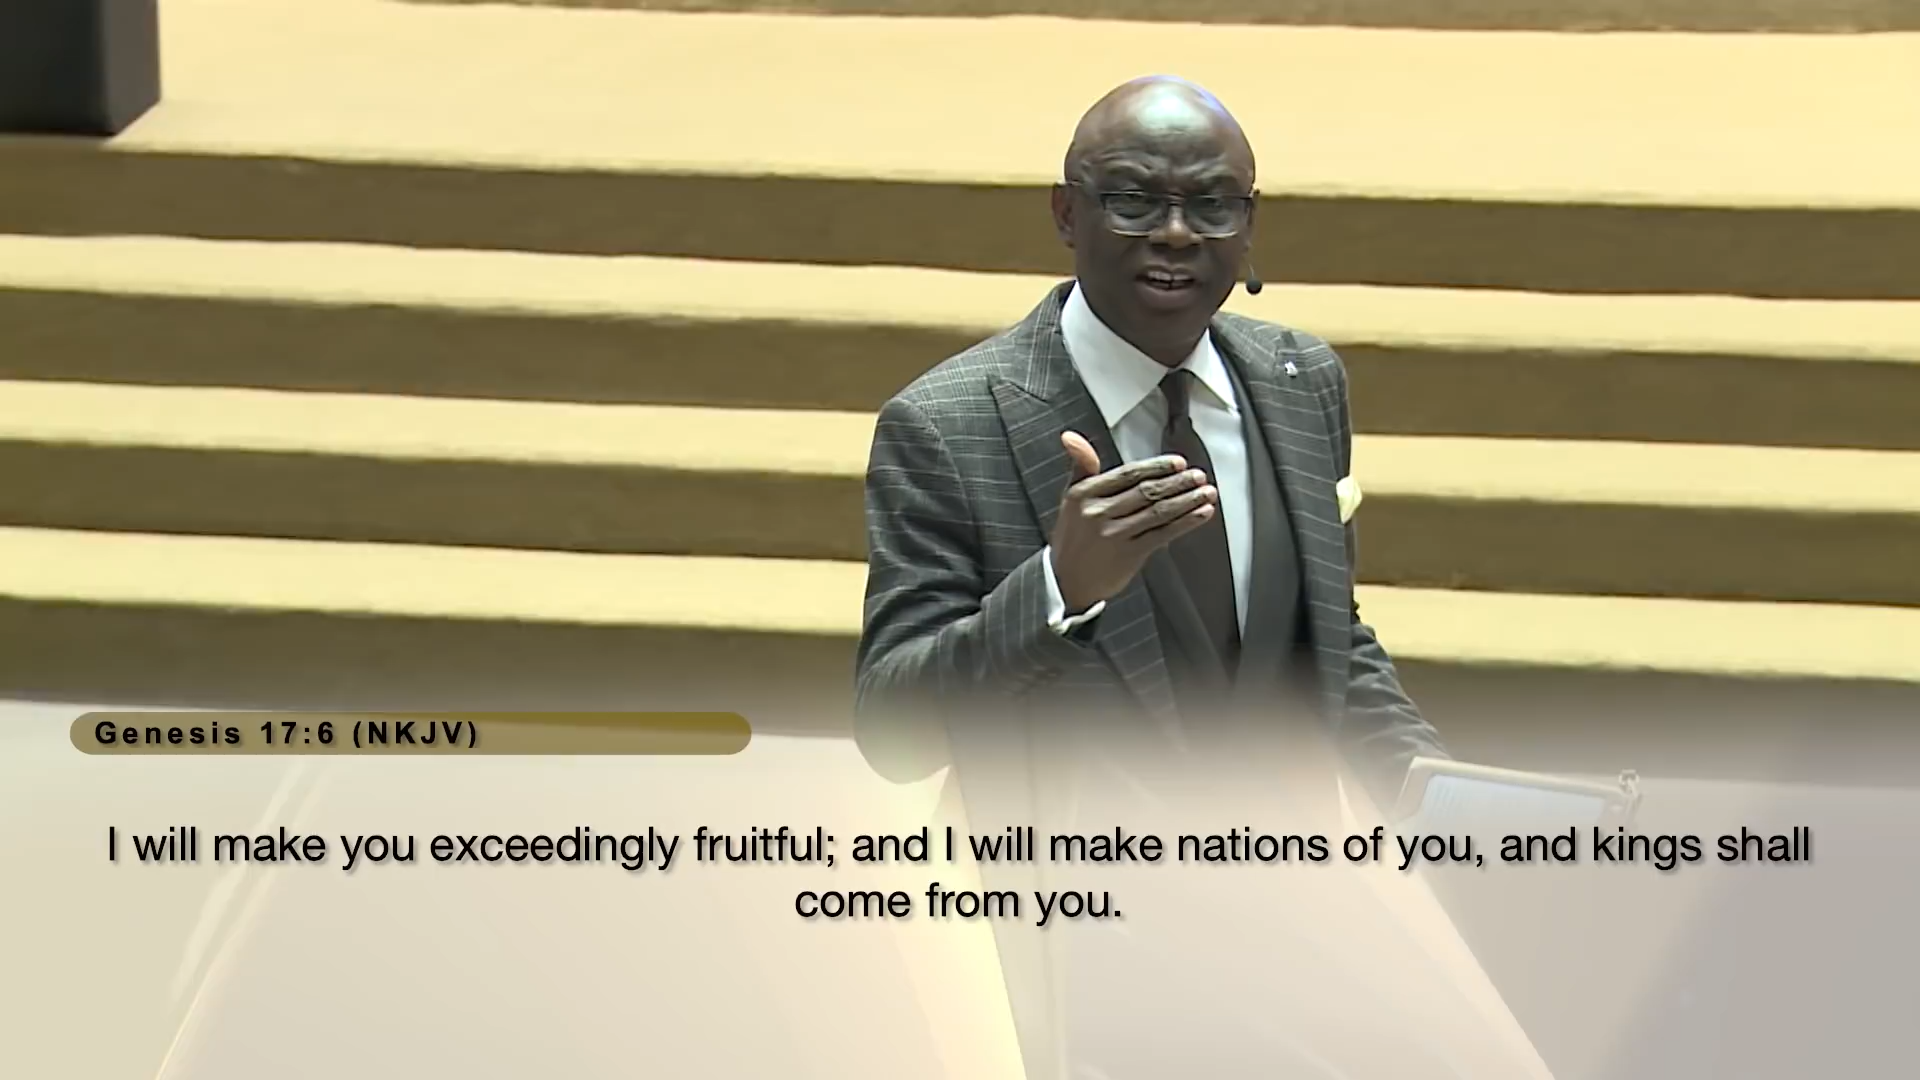 Genesis 17:6 (NKJV)
I will make you exceedingly fruitful; and I will make nations of you, and kings shall
come from you.